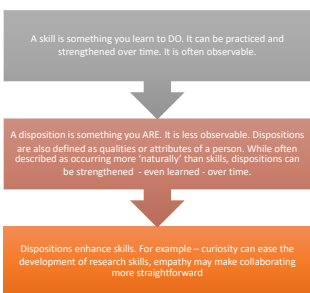 A skill is something you learn to DO. It can be practiced and
strengthened over time. It is often observable.
A disposition is something you ARE. It is less observable. Dispositions
are also defined as qualities or attributes of a person. While often
described as occurring more 'naturally' than skills, dispositions can
be strengthened - even learned - over time.
Dispositions enhance skills. For example – curiosity can ease the
development of research skills, empathy may make collaborating
more straightforward